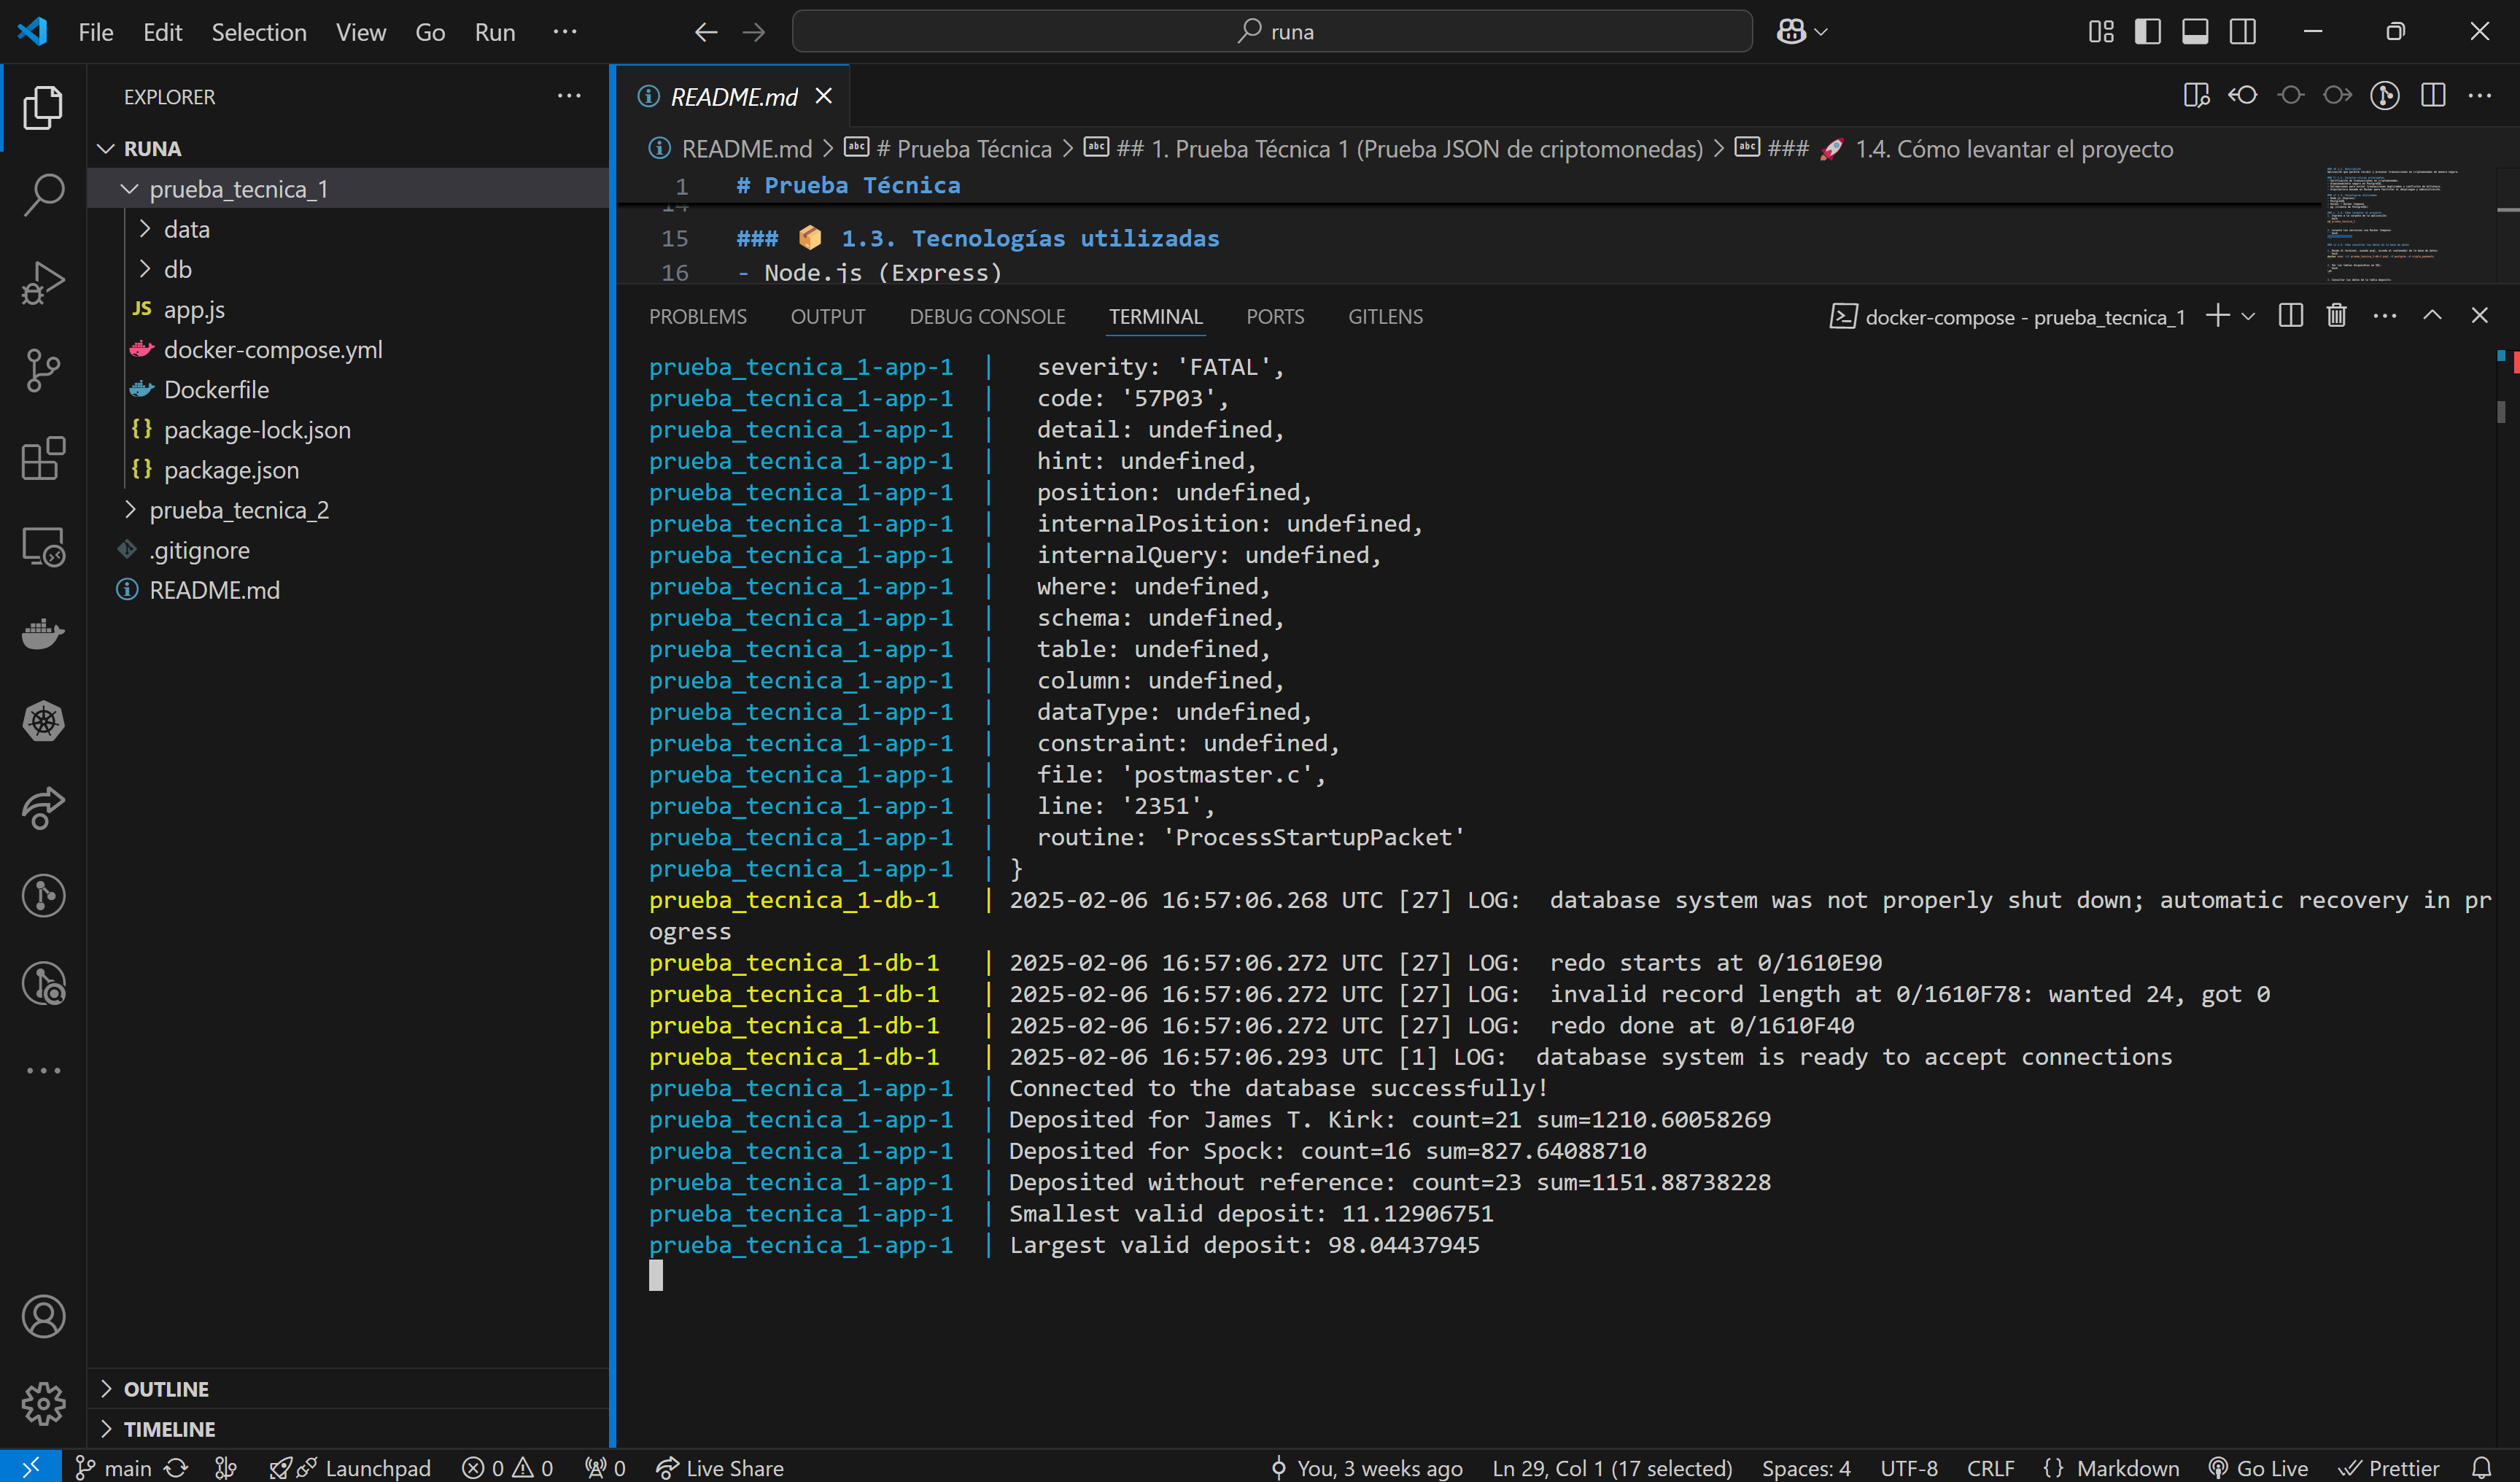 File Edit Selection View Go Run ···
runa
EXPLORER
RUNA
prueba_tecnica_1
data
db
JS app.js
docker-compose.yml
Dockerfile
{} package-lock.json
{} package.json
prueba_tecnica_2
.gitignore
README.md
OUTLINE
TIMELINE
README.md
README.md > # Prueba Técnica > ## 1. Prueba Técnica 1 (Prueba JSON de criptomonedas) > ### 🚀 1.4. Cómo levantar el proyecto
1 # Prueba Técnica
15 ### 📦 1.3. Tecnologías utilizadas
16 - Node.js (Express)
PROBLEMS OUTPUT DEBUG CONSOLE TERMINAL PORTS GITLENS
docker-compose - prueba_tecnica_1
prueba_tecnica_1-app-1 | severity: 'FATAL',
prueba_tecnica_1-app-1 | code: '57P03',
prueba_tecnica_1-app-1 | detail: undefined,
prueba_tecnica_1-app-1 | hint: undefined,
prueba_tecnica_1-app-1 | position: undefined,
prueba_tecnica_1-app-1 | internalPosition: undefined,
prueba_tecnica_1-app-1 | internalQuery: undefined,
prueba_tecnica_1-app-1 | where: undefined,
prueba_tecnica_1-app-1 | schema: undefined,
prueba_tecnica_1-app-1 | table: undefined,
prueba_tecnica_1-app-1 | column: undefined,
prueba_tecnica_1-app-1 | dataType: undefined,
prueba_tecnica_1-app-1 | constraint: undefined,
prueba_tecnica_1-app-1 | file: 'postmaster.c',
prueba_tecnica_1-app-1 | line: '2351',
prueba_tecnica_1-app-1 | routine: 'ProcessStartupPacket'
prueba_tecnica_1-app-1 | }
prueba_tecnica_1-db-1 | 2025-02-06 16:57:06.268 UTC [27] LOG: database system was not properly shut down; automatic recovery in pr
ogress
prueba_tecnica_1-db-1 | 2025-02-06 16:57:06.272 UTC [27] LOG: redo starts at 0/1610E90
prueba_tecnica_1-db-1 | 2025-02-06 16:57:06.272 UTC [27] LOG: invalid record length at 0/1610F78: wanted 24, got 0
prueba_tecnica_1-db-1 | 2025-02-06 16:57:06.272 UTC [27] LOG: redo done at 0/1610F40
prueba_tecnica_1-db-1 | 2025-02-06 16:57:06.293 UTC [1] LOG: database system is ready to accept connections
prueba_tecnica_1-app-1 | Connected to the database successfully!
prueba_tecnica_1-app-1 | Deposited for James T. Kirk: count=21 sum=1210.60058269
prueba_tecnica_1-app-1 | Deposited for Spock: count=16 sum=827.64088710
prueba_tecnica_1-app-1 | Deposited without reference: count=23 sum=1151.88738228
prueba_tecnica_1-app-1 | Smallest valid deposit: 11.12906751
prueba_tecnica_1-app-1 | Largest valid deposit: 98.04437945
main Launchpad 0 0 0 Live Share You, 3 weeks ago Ln 29, Col 1 (17 selected) Spaces: 4 UTF-8 CRLF {} Markdown Go Live Prettier